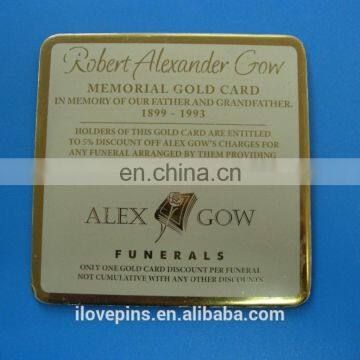 Robert Alexander Gow
MEMORIAL GOLD CARD
IN MEMORY OF OUR FATHER AND GRANDFATHER.
1899 - 1993
HOLDERS OF THIS GOLD CARD ARE ENTITLED
TO 5% DISCOUNT OFF ALEX GOW'S CHARGES FOR
ANY FUNERAL ARRANGED BY THEM PROVIDING
en.china.cn
ALEX GOW
FUNERALS
ONLY ONE GOLD CARD DISCOUNT PER FUNERAL
NOT CUMULATIVE WITH ANY OTHER DISCOUNTS
ilovepins.en.alibaba.com